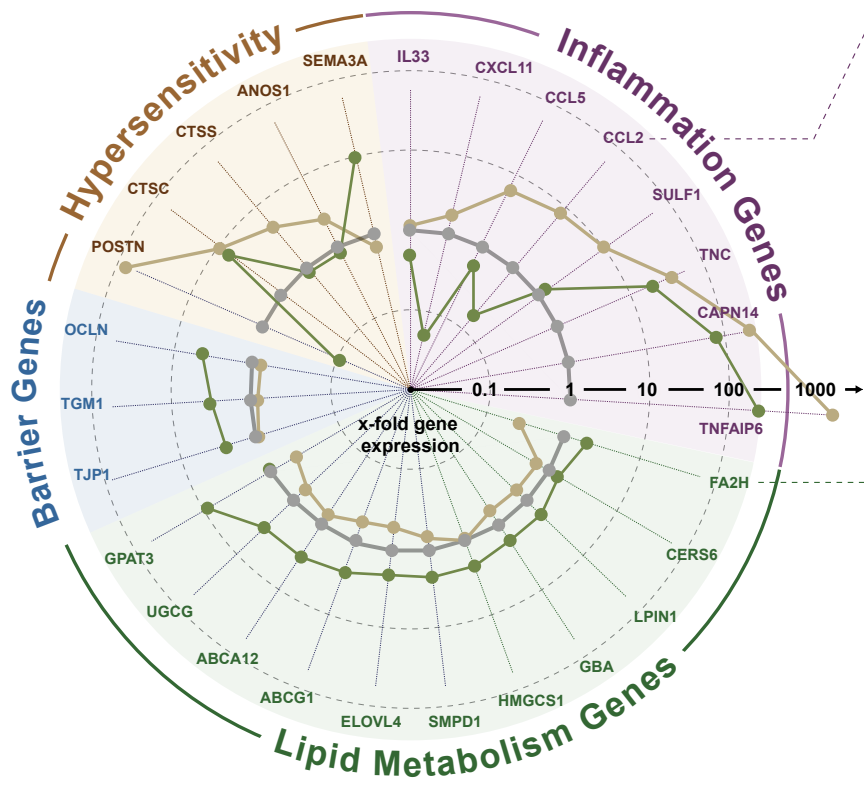 Hypersensitivity
Inflammation Genes
SEMA3A
IL33
CXCL11
ANOS1
CCL5
CTSS
CCL2
CTSC
SULF1
POSTN
TNC
OCLN
CAPN14
Barrier Genes
0.1 1 10 100 1000
TGM1
x-fold gene
expression
TNFAIP6
TJP1
FA2H
GPAT3
CERS6
UGCG
LPIN1
ABCA12
GBA
ABCG1
HMGCS1
ELOVL4
SMPD1
Lipid Metabolism Genes